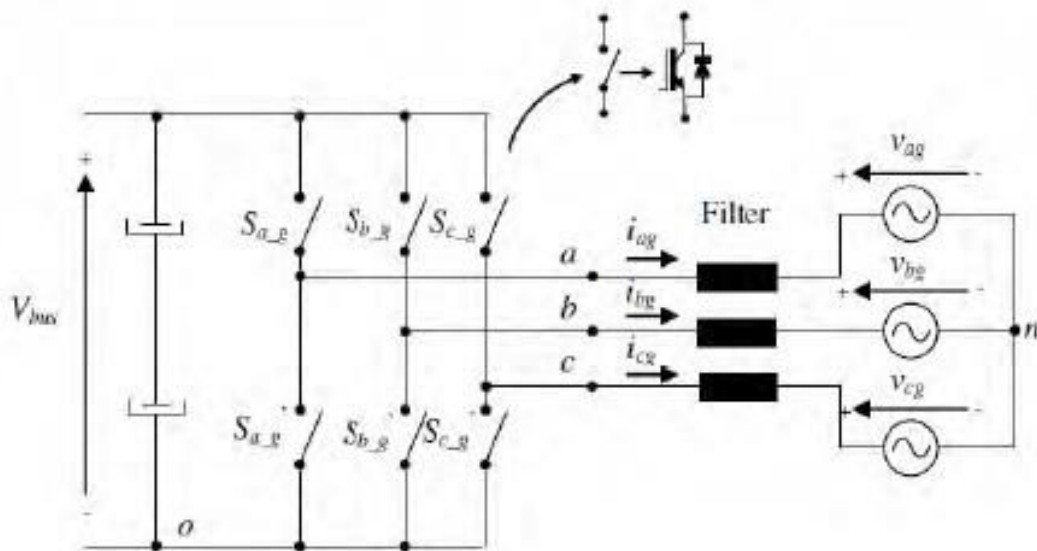 v_ag
Filter
S_a_g S_b_g S_c_g
+
a
i_ag
+ -
v_bg
V_bus
b
i_bg
+ -
n
c
i_cg
v_cg
+ -
S_a_g' S_b_g' S_c_g'
-
o